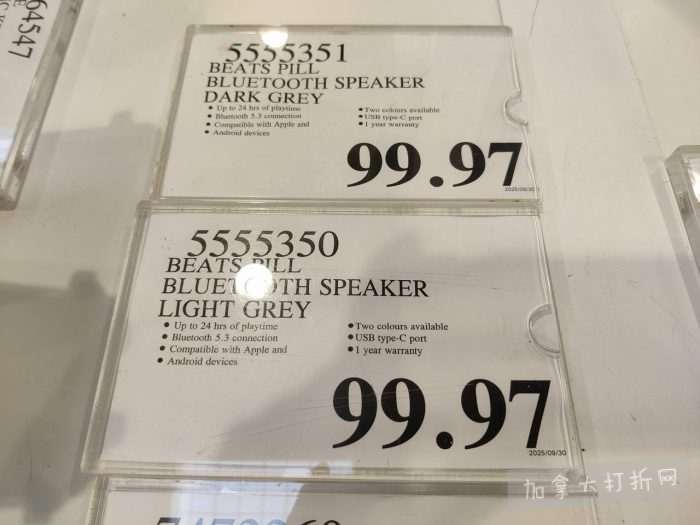 64547
5555351
BEATS PILL
BLUETOOTH SPEAKER
DARK GREY
● Up to 24 hrs of playtime
● Bluetooth 5.3 connection
● Compatible with Apple and
● Android devices
● Two colours available
● USB type-C port
● 1 year warranty
99.97
2025/09/30
5555350
BEATS PILL
BLUETOOTH SPEAKER
LIGHT GREY
● Up to 24 hrs of playtime
● Bluetooth 5.3 connection
● Compatible with Apple and
● Android devices
● Two colours available
● USB type-C port
● 1 year warranty
99.97
2025/09/30
加拿大打折网